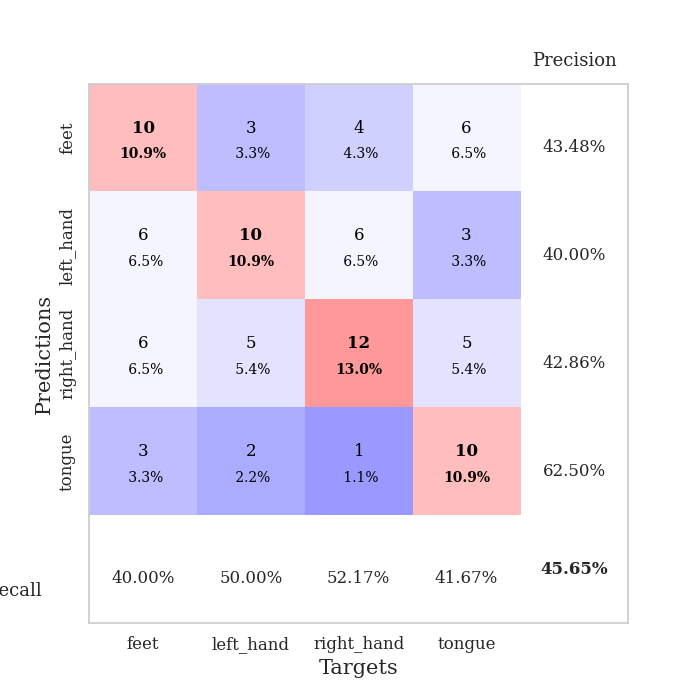 Precision
feet
10 3 4 6
10.9% 3.3% 4.3% 6.5%
43.48%
left_hand
6 10 6 3
6.5% 10.9% 6.5% 3.3%
40.00%
right_hand
6 5 12 5
6.5% 5.4% 13.0% 5.4%
42.86%
tongue
3 2 1 10
3.3% 2.2% 1.1% 10.9%
62.50%
Predictions
ecall
40.00% 50.00% 52.17% 41.67% 45.65%
feet left_hand right_hand tongue
Targets